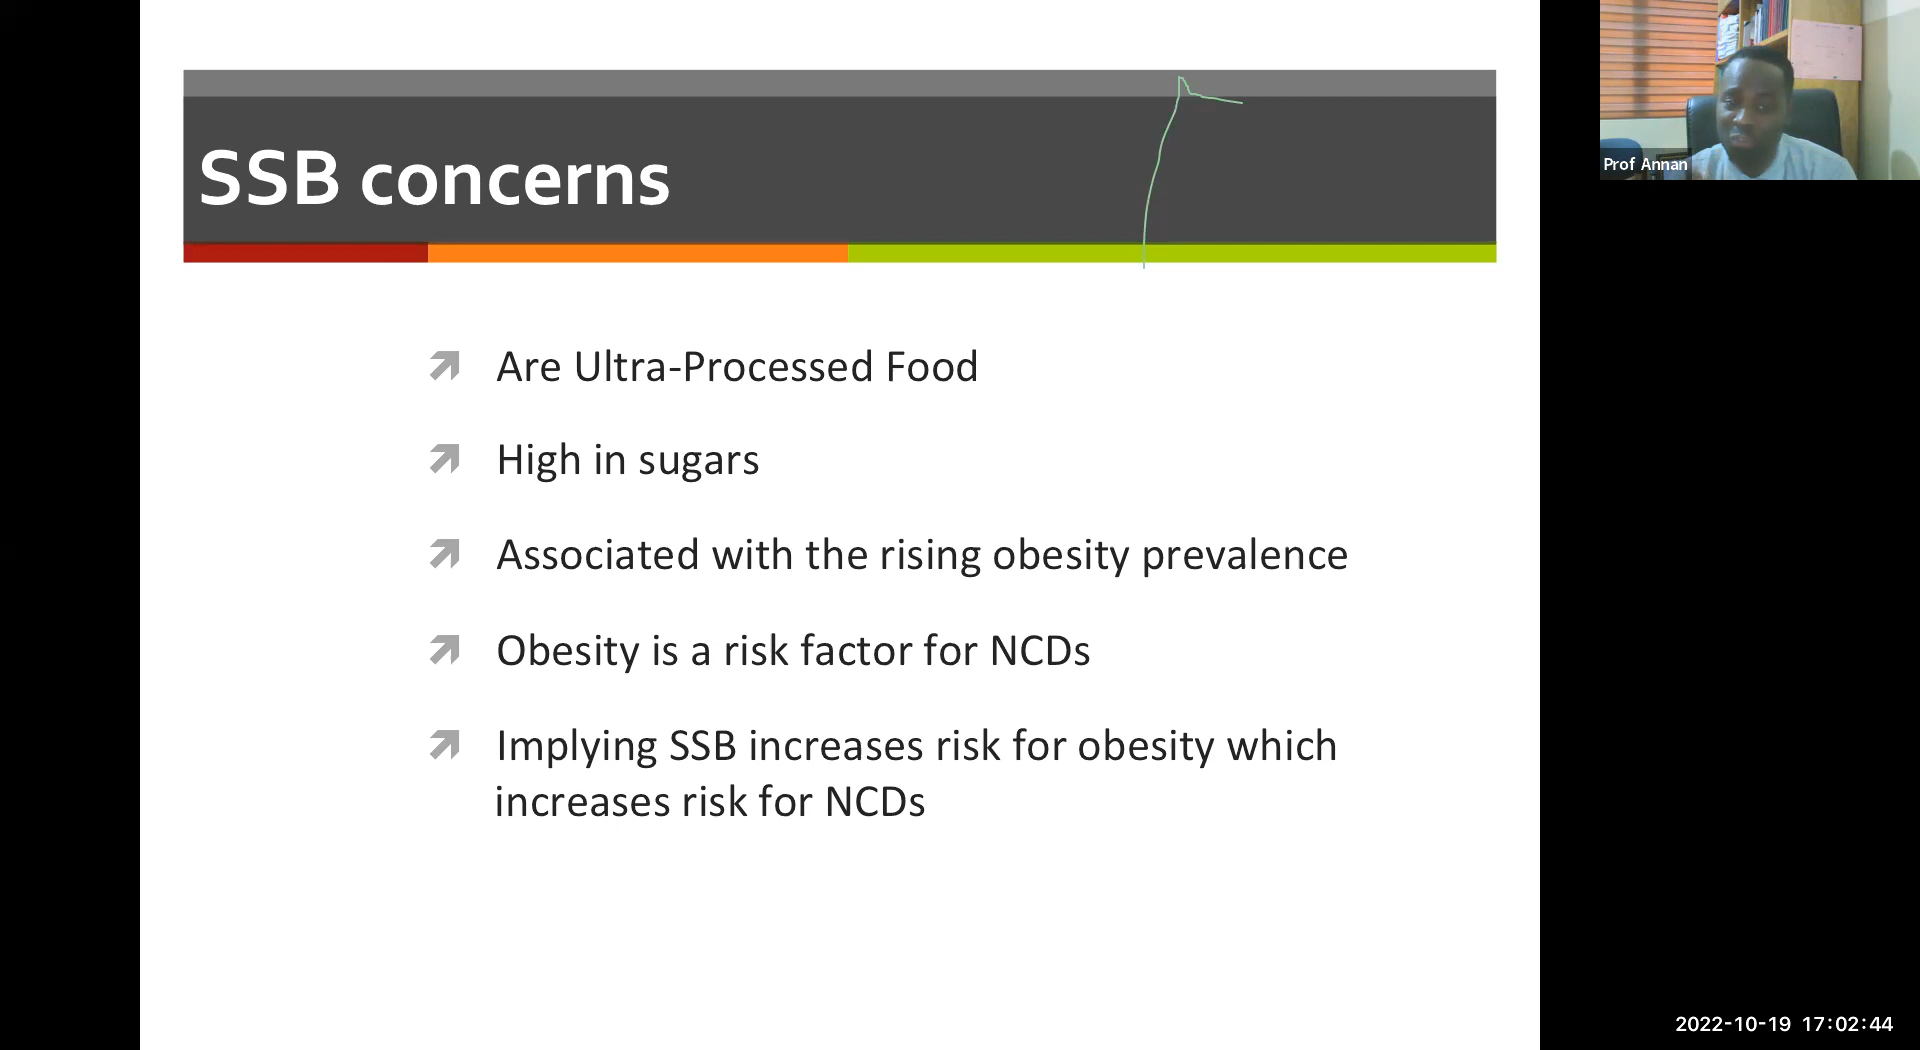 SSB concerns
Are Ultra-Processed Food
High in sugars
Associated with the rising obesity prevalence
Obesity is a risk factor for NCDs
Implying SSB increases risk for obesity which
increases risk for NCDs
Prof Annan
2022-10-19 17:02:44